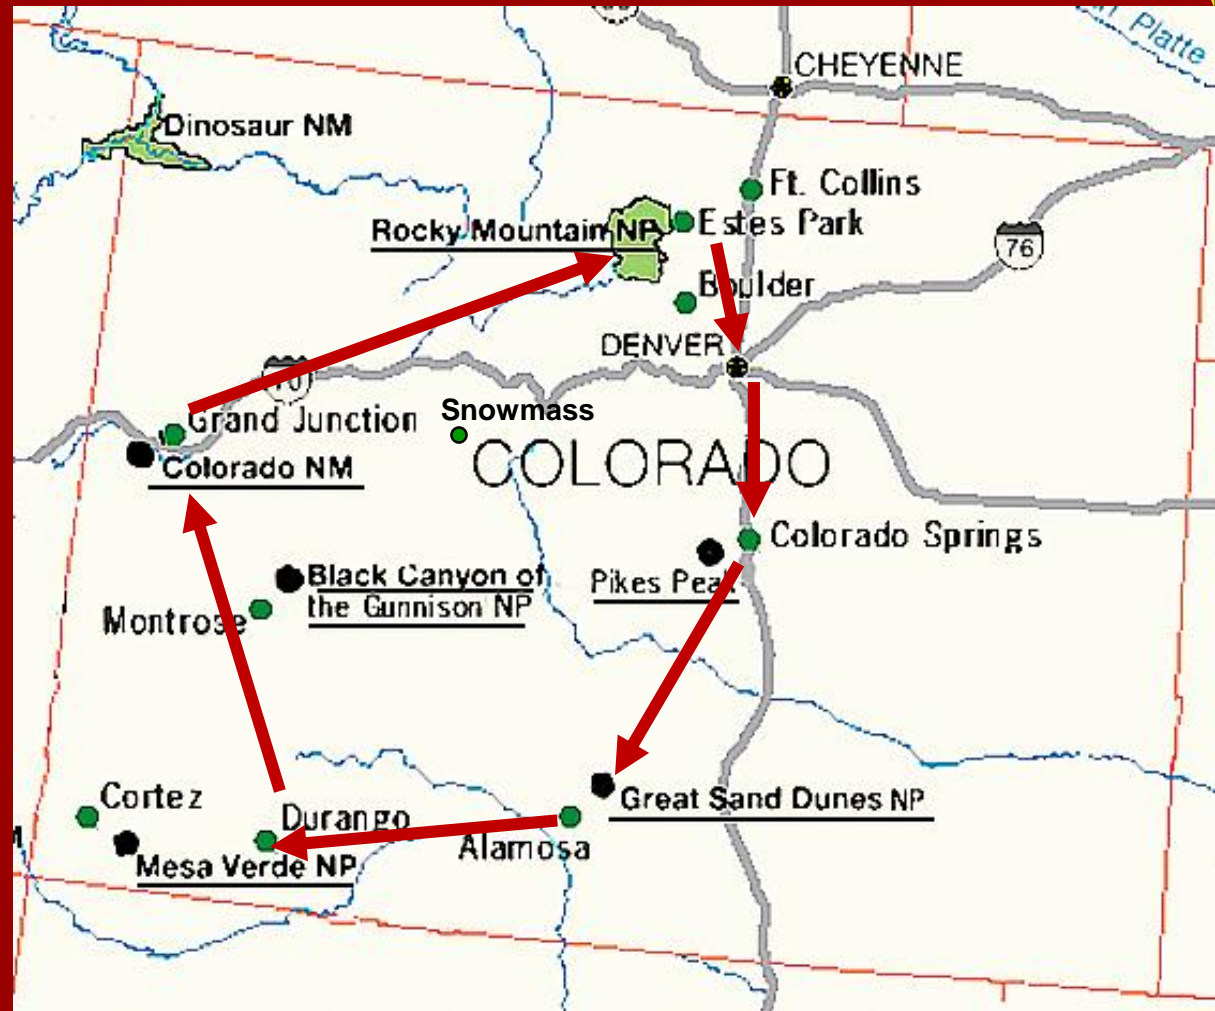 Platte
CHEYENNE
Dinosaur NM
Ft. Collins
Rocky Mountain NP
Estes Park
76
Boulder
DENVER
70
Snowmass
Grand Junction
COLORADO
Colorado NM
Colorado Springs
Pikes Peak
Black Canyon of
the Gunnison NP
Montrose
Cortez
Great Sand Dunes NP
Durango
Alamosa
Mesa Verde NP